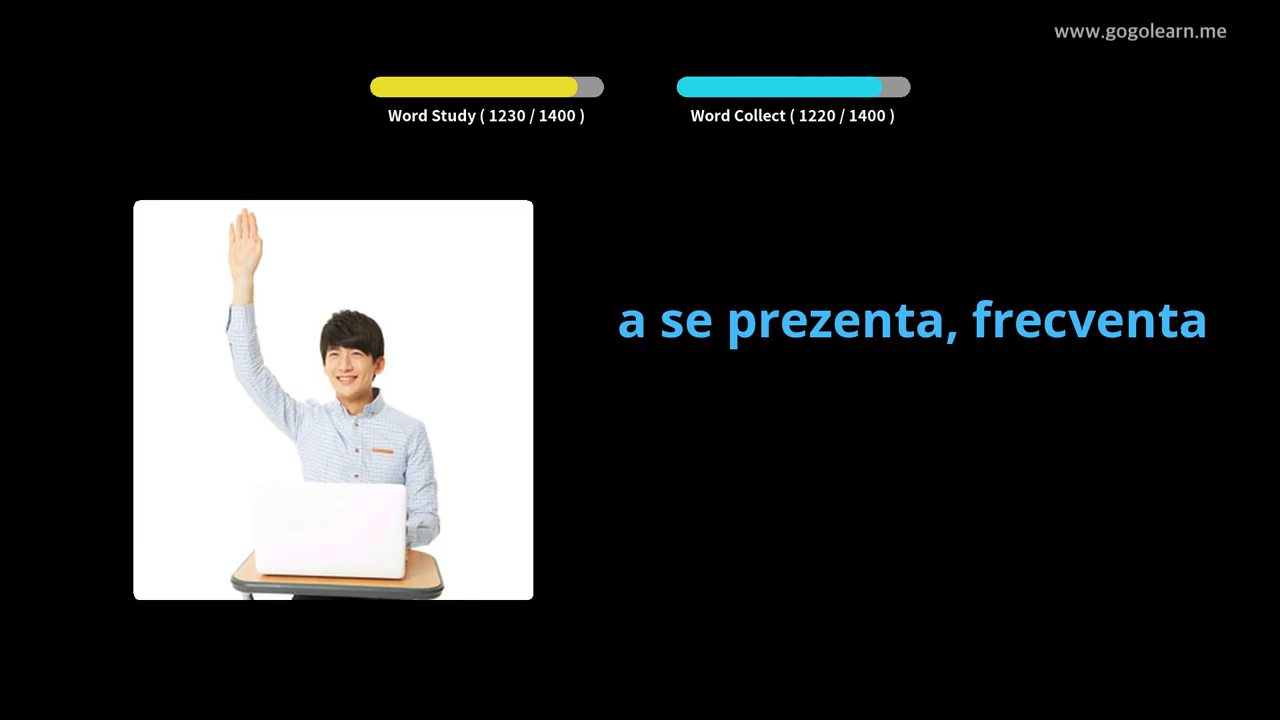 www.gogolearn.me
Word Study ( 1230 / 1400 )
Word Collect ( 1220 / 1400 )
a se prezenta, frecventa